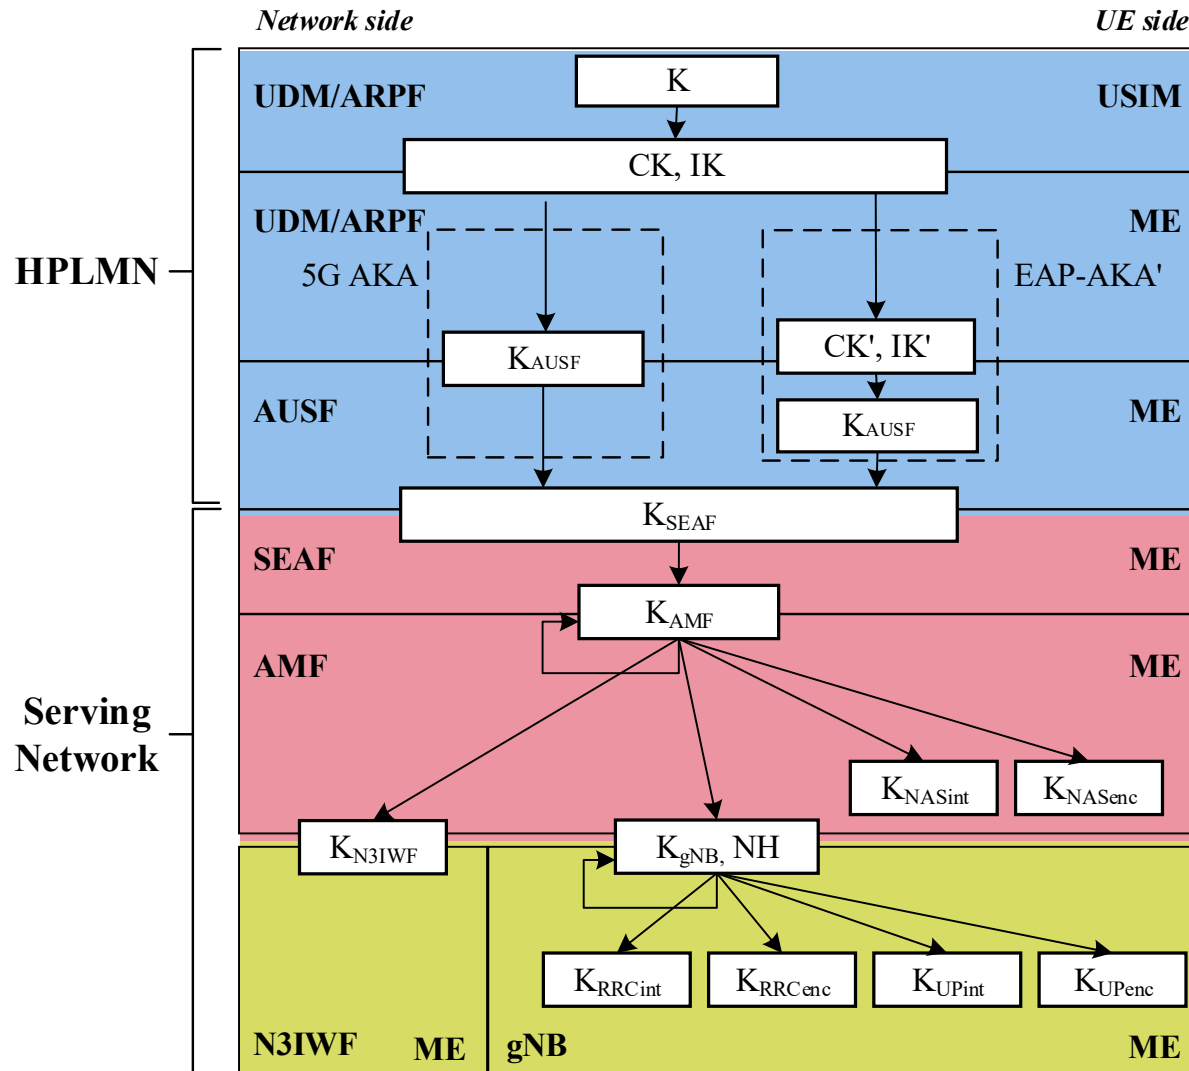 Network side UE side
K
UDM/ARPF USIM
CK, IK
UDM/ARPF ME
HPLMN
5G AKA EAP-AKA'
KAUSF CK', IK'
AUSF KAUSF ME
KSEAF
SEAF ME
KAMF
AMF ME
Serving
Network
KNASint KNASenc
KN3IWF KgNB, NH
KRRCint KRRCenc KUPint KUPenc
N3IWF ME gNB ME